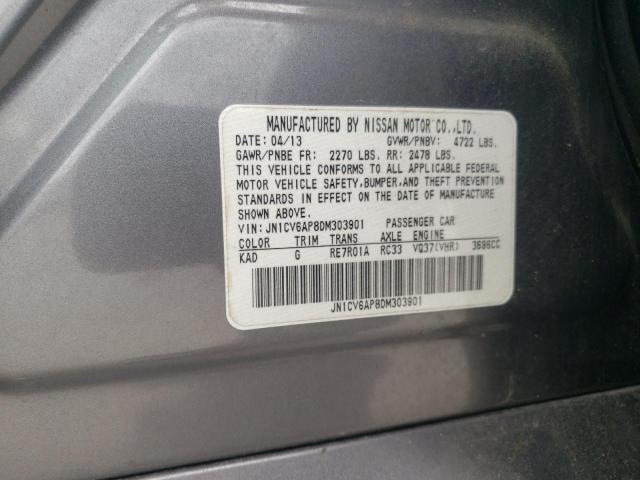 MANUFACTURED BY NISSAN MOTOR CO.,LTD.
DATE: 04/13 GVWR/PNBV: 4722 LBS.
GAWR/PNBE FR: 2270 LBS. RR: 2478 LBS.
THIS VEHICLE CONFORMS TO ALL APPLICABLE FEDERAL
MOTOR VEHICLE SAFETY, BUMPER, AND THEFT PREVENTION
STANDARDS IN EFFECT ON THE DATE OF MANUFACTURE
SHOWN ABOVE.
VIN: JN1CV6AP8DM303901 PASSENGER CAR
COLOR TRIM TRANS AXLE ENGINE
KAD G RE7R01A RC33 VQ37(VHR) 3696CC
JN1CV6AP8DM303901